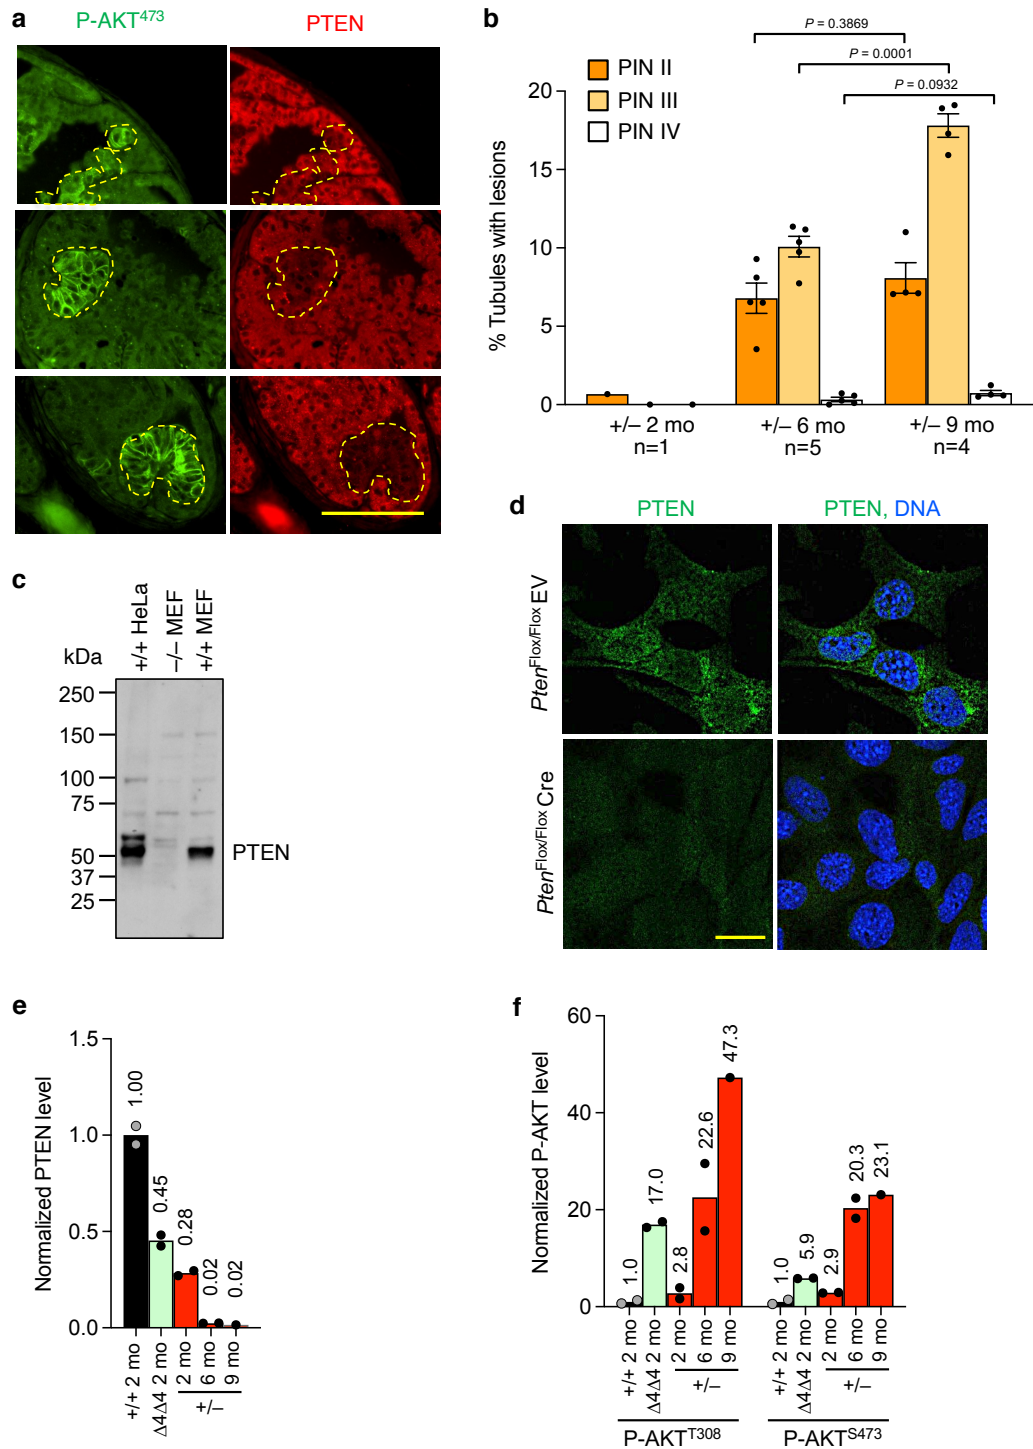 a
P-AKT473
PTEN
b
P = 0.3869
P = 0.0001
P = 0.0932
PIN II
PIN III
PIN IV
% Tubules with lesions
20
15
10
5
0
+/– 2 mo
n=1
+/– 6 mo
n=5
+/– 9 mo
n=4
c
+/+ HeLa
–/– MEF
+/+ MEF
kDa
250
150
100
75
50
37
25
PTEN
d
PTEN
PTEN, DNA
PtenFlox/Flox EV
PtenFlox/Flox Cre
e
Normalized PTEN level
1.5
1.0
0.5
0.0
1.00
0.45
0.28
0.02
0.02
+/+ 2 mo
Δ4Δ4 2 mo
2 mo
6 mo
9 mo
+/–
f
Normalized P-AKT level
60
40
20
0
1.0
17.0
2.8
22.6
47.3
1.0
5.9
2.9
20.3
23.1
+/+ 2 mo
Δ4Δ4 2 mo
2 mo
6 mo
9 mo
+/–
P-AKTT308
+/+ 2 mo
Δ4Δ4 2 mo
2 mo
6 mo
9 mo
+/–
P-AKTS473